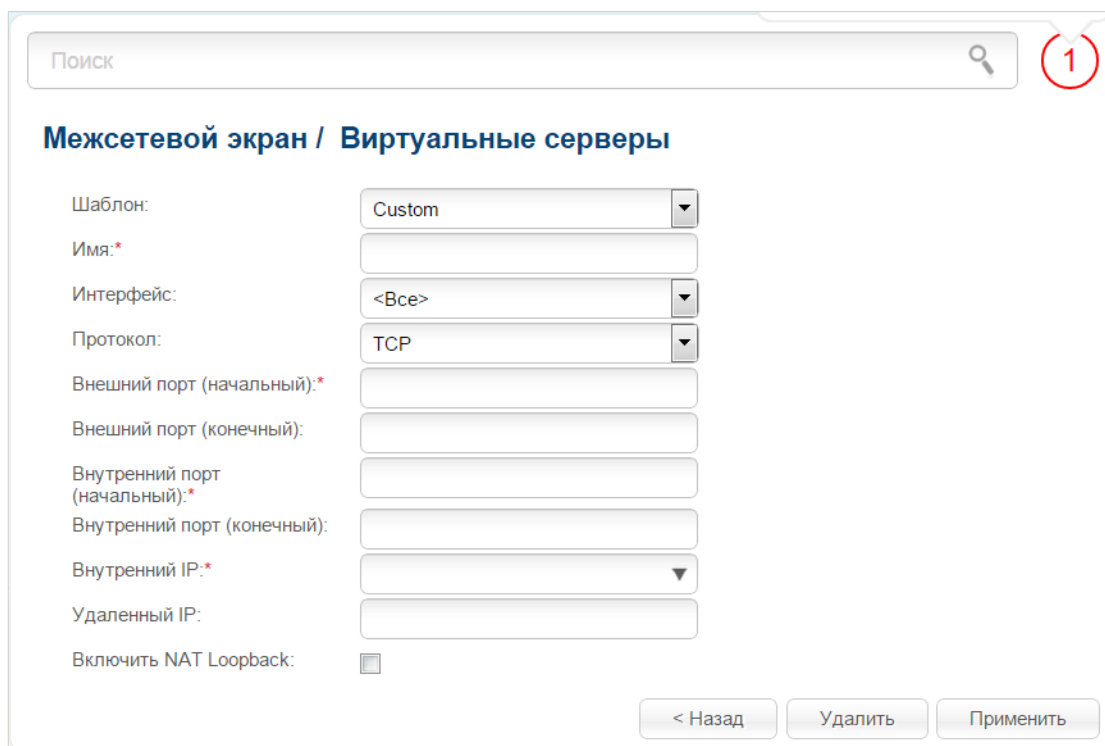 Поиск
1
Межсетевой экран / Виртуальные серверы
Шаблон:
Custom
Имя:*
Интерфейс:
<Все>
Протокол:
TCP
Внешний порт (начальный):*
Внешний порт (конечный):
Внутренний порт
(начальный):*
Внутренний порт (конечный):
Внутренний IP:*
Удаленный IP:
Включить NAT Loopback:
< Назад
Удалить
Применить